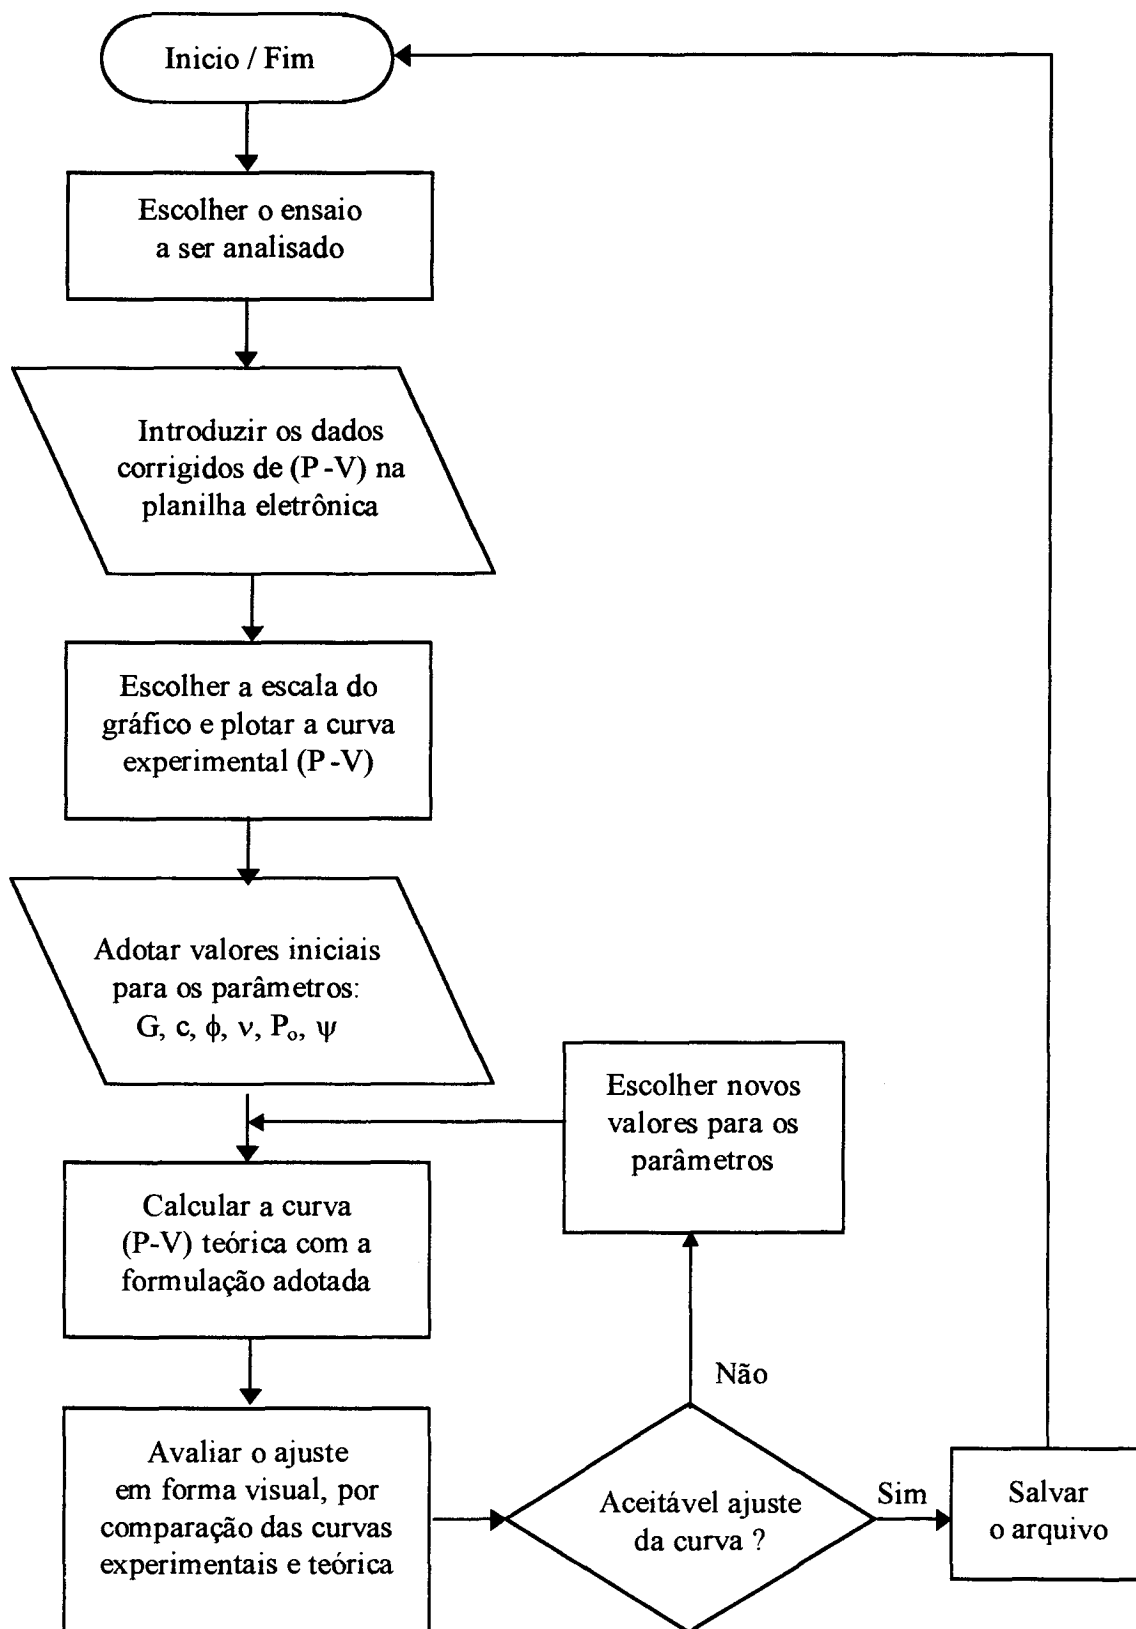 Inicio / Fim
Escolher o ensaio
a ser analisado
Introduzir os dados
corrigidos de (P -V) na
planilha eletrônica
Escolher a escala do
gráfico e plotar a curva
experimental (P -V)
Adotar valores iniciais
para os parâmetros:
G, c, ϕ, ν, Pₒ, ψ
Escolher novos
valores para os
parâmetros
Calcular a curva
(P-V) teórica com a
formulação adotada
Não
Avaliar o ajuste
em forma visual, por
comparação das curvas
experimentais e teórica
Aceitável ajuste
da curva ?
Sim
Salvar
o arquivo